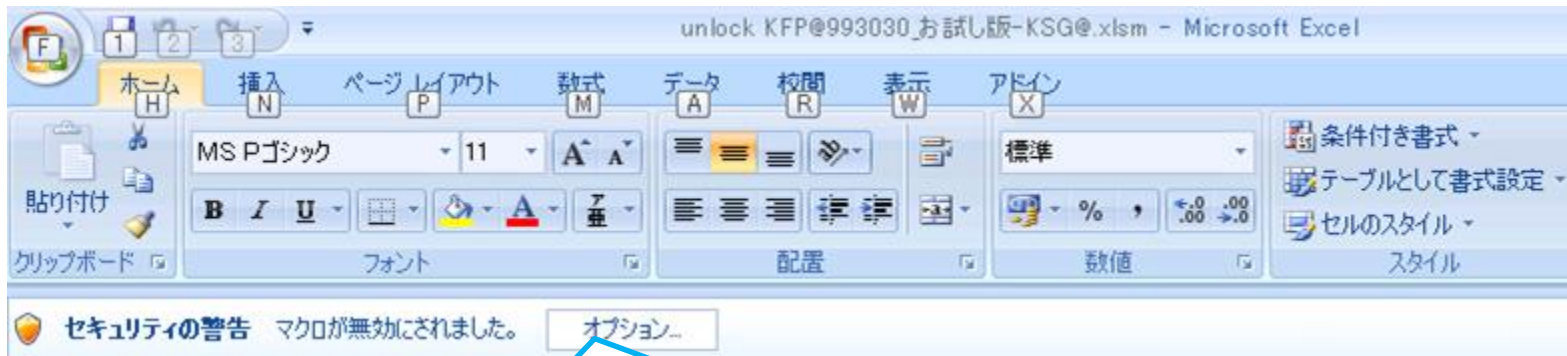 unlock KFP@993030_お試し版-KSG@.xlsm - Microsoft Excel
F 1 2 3
ホーム 挿入 ページ レイアウト 数式 データ 校閲 表示 アドイン
H N P M A R W X
貼り付け
MS Pゴシック 11 A A
標準
条件付き書式
テーブルとして書式設定
B I U A ア亜
% , .0 .00 .00 .0
セルのスタイル
クリップボード フォント 配置 数値 スタイル
セキュリティの警告 マクロが無効にされました。 オプション...